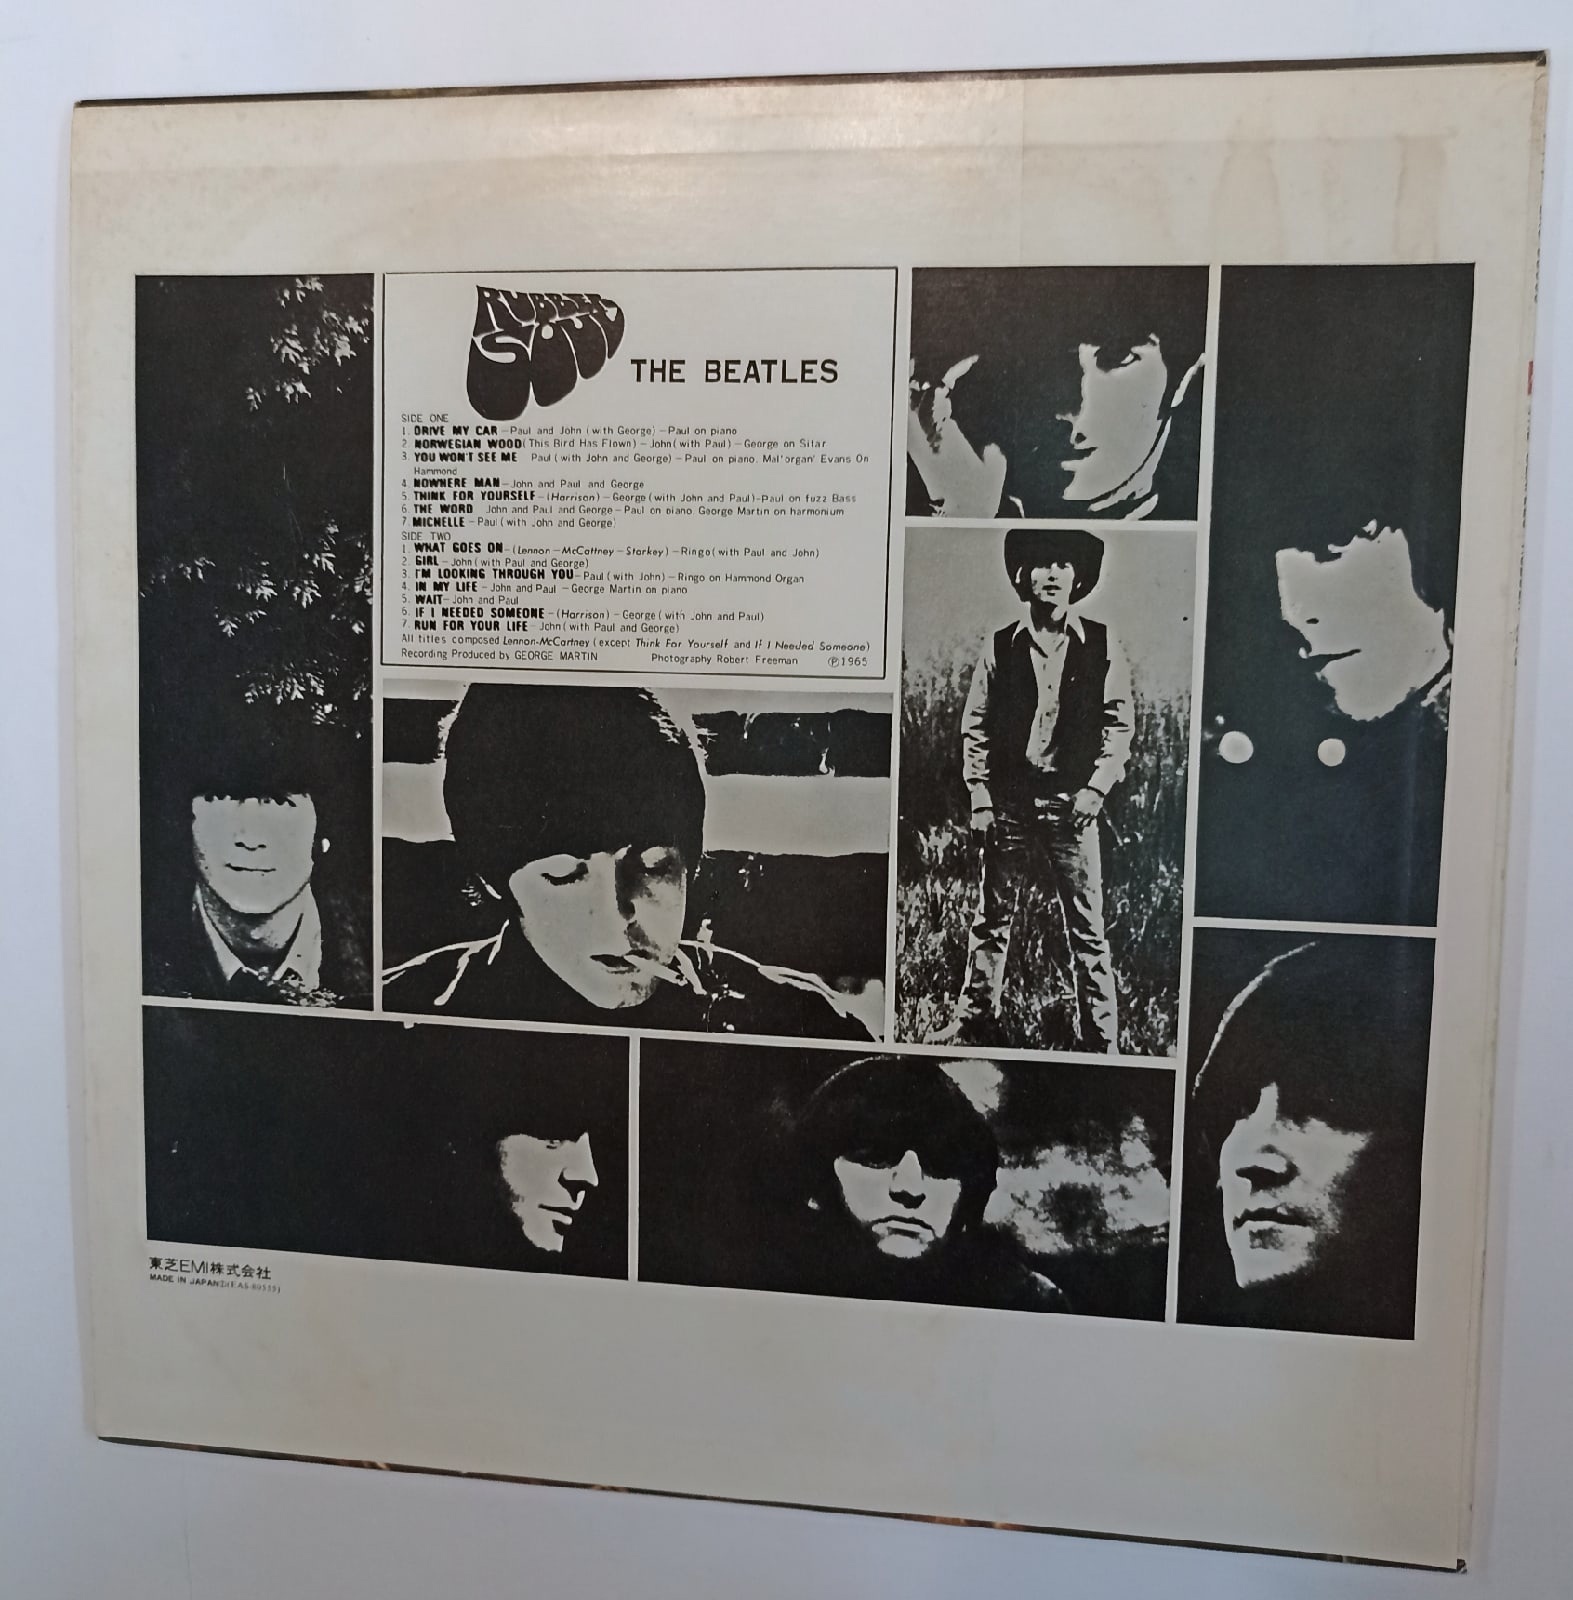 RUBBER
SOUL
THE BEATLES
SIDE ONE
1. DRIVE MY CAR – Paul and John (with George) – Paul on piano
2. NORWEGIAN WOOD (This Bird Has Flown) – John (with Paul) – George on Sitar
3. YOU WON'T SEE ME Paul (with John and George) – Paul on piano. Mal 'organ' Evans On
Hammond
4. NOWHERE MAN – John and Paul and George
5. THINK FOR YOURSELF – (Harrison) – George (with John and Paul) – Paul on fuzz Bass
6. THE WORD John and Paul and George – Paul on piano. George Martin on harmonium
7. MICHELLE – Paul (with John and George)
SIDE TWO
1. WHAT GOES ON – (Lennon – McCartney – Starkey) – Ringo (with Paul and John)
2. GIRL – John (with Paul and George)
3. I'M LOOKING THROUGH YOU – Paul (with John) – Ringo on Hammond Organ
4. IN MY LIFE – John and Paul – George Martin on piano
5. WAIT – John and Paul
6. IF I NEEDED SOMEONE – (Harrison) – George (with John and Paul)
7. RUN FOR YOUR LIFE – John (with Paul and George)
All titles composed Lennon-McCartney (except Think For Yourself and If I Needed Someone)
Recording Produced by GEORGE MARTIN Photography Robert Freeman ℗1965
東芝EMI株式会社
MADE IN JAPAN